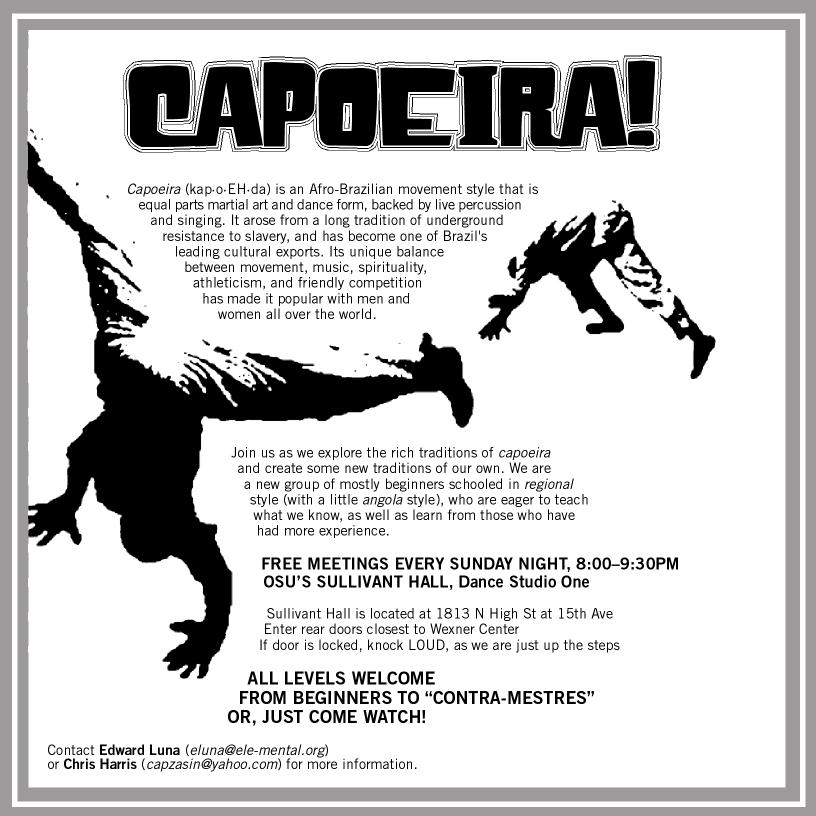 CAPOEIRA!
Capoeira (kap·o·EH·da) is an Afro-Brazilian movement style that is
equal parts martial art and dance form, backed by live percussion
and singing. It arose from a long tradition of underground
resistance to slavery, and has become one of Brazil's
leading cultural exports. Its unique balance
between movement, music, spirituality,
athleticism, and friendly competition
has made it popular with men and
women all over the world.
Join us as we explore the rich traditions of capoeira
and create some new traditions of our own. We are
a new group of mostly beginners schooled in regional
style (with a little angola style), who are eager to teach
what we know, as well as learn from those who have
had more experience.
FREE MEETINGS EVERY SUNDAY NIGHT, 8:00–9:30PM
OSU’S SULLIVANT HALL, Dance Studio One
Sullivant Hall is located at 1813 N High St at 15th Ave
Enter rear doors closest to Wexner Center
If door is locked, knock LOUD, as we are just up the steps
ALL LEVELS WELCOME
FROM BEGINNERS TO “CONTRA-MESTRES”
OR, JUST COME WATCH!
Contact Edward Luna (eluna@ele-mental.org)
or Chris Harris (capzasin@yahoo.com) for more information.